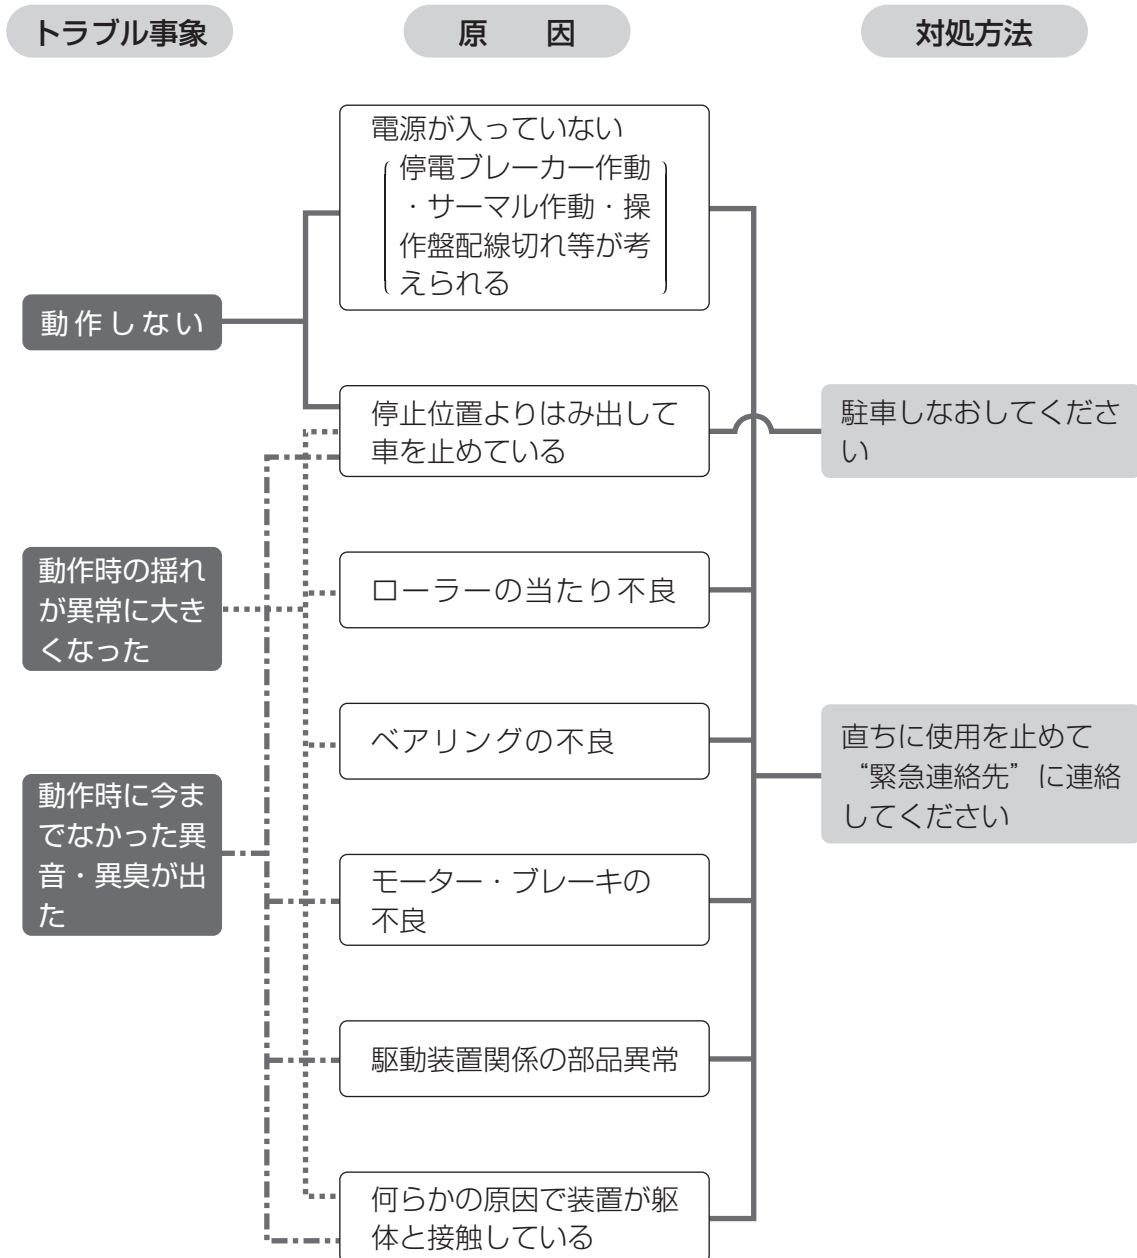 トラブル事象
原　因
対処方法
電源が入っていない
停電ブレーカー作動
・サーマル作動・操
作盤配線切れ等が考
えられる
動作しない
停止位置よりはみ出して
車を止めている
駐車しなおしてくださ
い
動作時の揺れ
が異常に大き
くなった
ローラーの当たり不良
ベアリングの不良
直ちに使用を止めて
“緊急連絡先”に連絡
してください
動作時に今ま
でなかった異
音・異臭が出
た
モーター・ブレーキの
不良
駆動装置関係の部品異常
何らかの原因で装置が躯
体と接触している